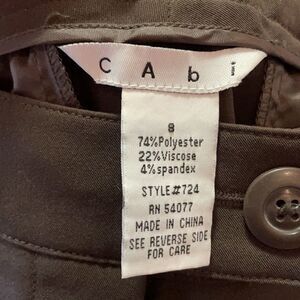 C A b i
8
74%Polyester
22%Viscose
4%spandex
STYLE#724
RN 54077
MADE IN CHINA
SEE REVERSE SIDE
FOR CARE